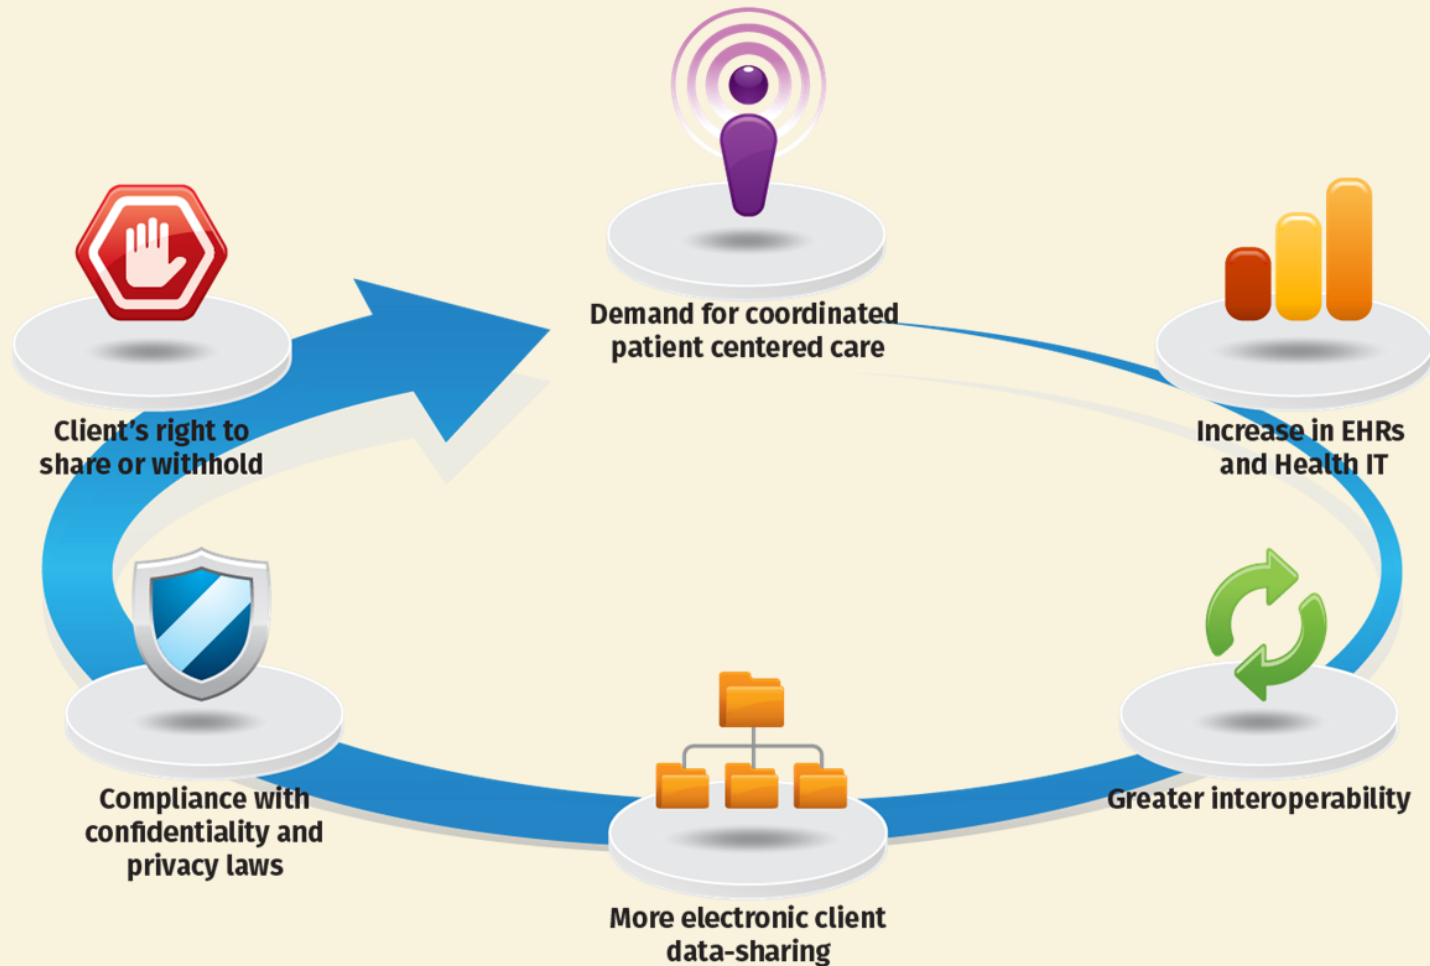 Demand for coordinated
patient centered care
Increase in EHRs
and Health IT
Greater interoperability
More electronic client
data-sharing
Compliance with
confidentiality and
privacy laws
Client's right to
share or withhold